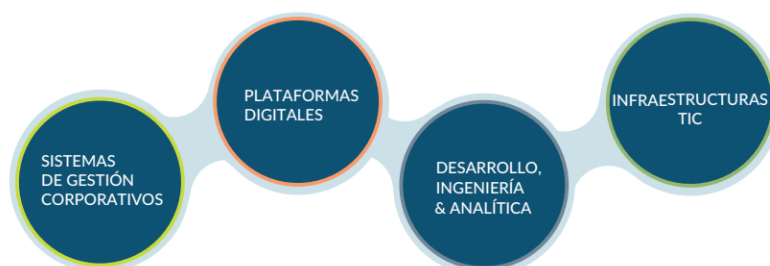 SISTEMAS
DE GESTIÓN
CORPORATIVOS
PLATAFORMAS
DIGITALES
DESARROLLO,
INGENIERÍA
& ANALÍTICA
INFRAESTRUCTURAS
TIC